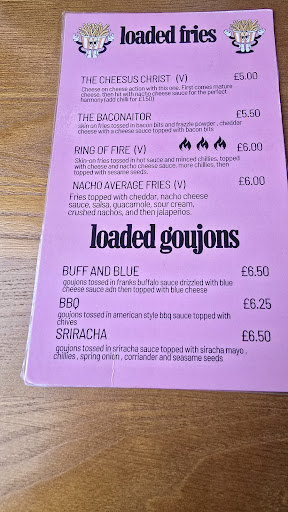 loaded fries
THE CHEESUS CHRIST (V) £5.00
Cheese on cheese action with this one. First comes mature
cheese, then hit with nacho cheese sauce for the perfect
harmony(add chilli for £1.50)
THE BACONAITOR £5.50
skin-on fries tossed in bacon bits and frazzle powder , cheddar
cheese with a cheese sauce topped with bacon bits
RING OF FIRE (V) £6.00
Skin-on fries tossed in hot sauce and minced chillies, topped
with cheese and nacho cheese sauce, more chillies, then
topped with sesame seeds.
NACHO AVERAGE FRIES (V) £6.00
Fries topped with cheddar, nacho cheese
sauce, salsa, guacamole, sour cream,
crushed nachos, and then jalapenos.
loaded goujons
BUFF AND BLUE £6.50
goujons tossed in franks buffalo sauce drizzled with blue
cheese sauce adn then topped with blue cheese
BBQ £6.25
goujons tossed in american style bbq sauce topped with
chives
SRIRACHA £6.50
goujons tossed in sriracha sauce topped with siracha mayo ,
chillies , spring onion , corriander and seasame seeds